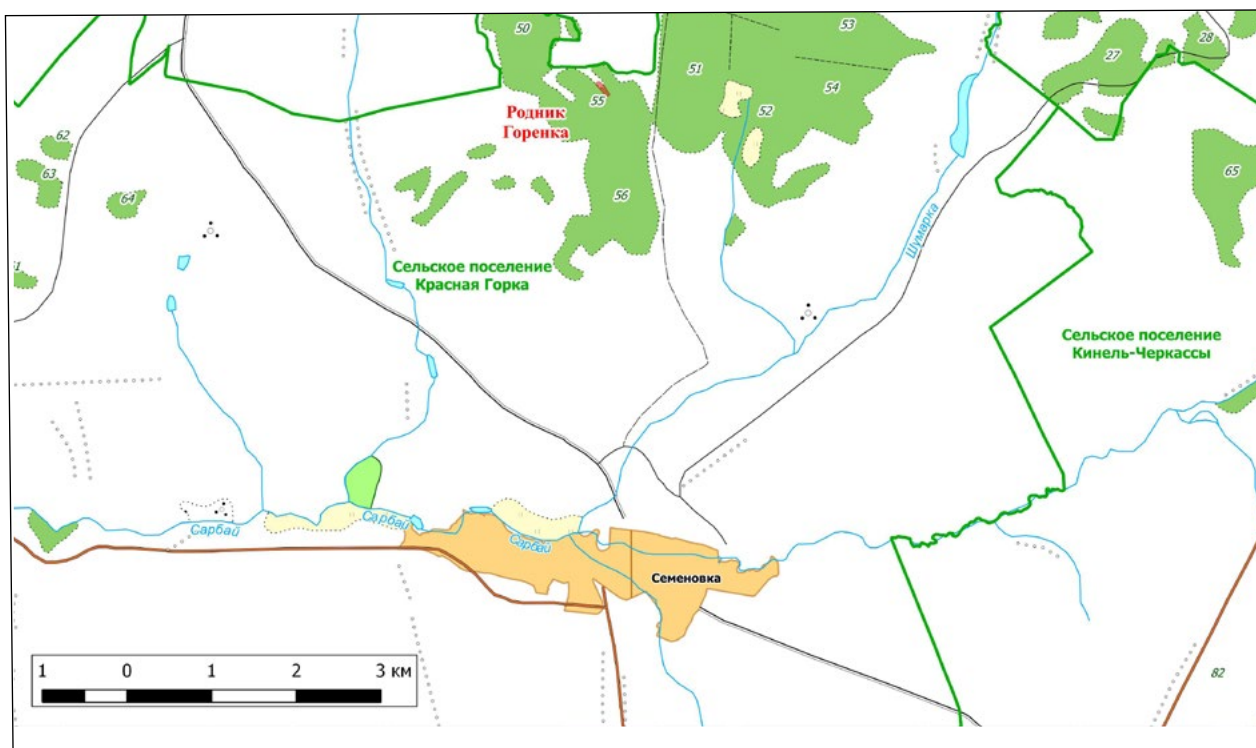 50
53
28
27
51
54
55
52
Родник
Горенка
62
63
64
65
56
Шумарка
Сельское поселение
Красная Горка
Сельское поселение
Кинель-Черкассы
Сарбай
Сарбай
Сарбай
Семеновка
1 0 1 2 3 км
82